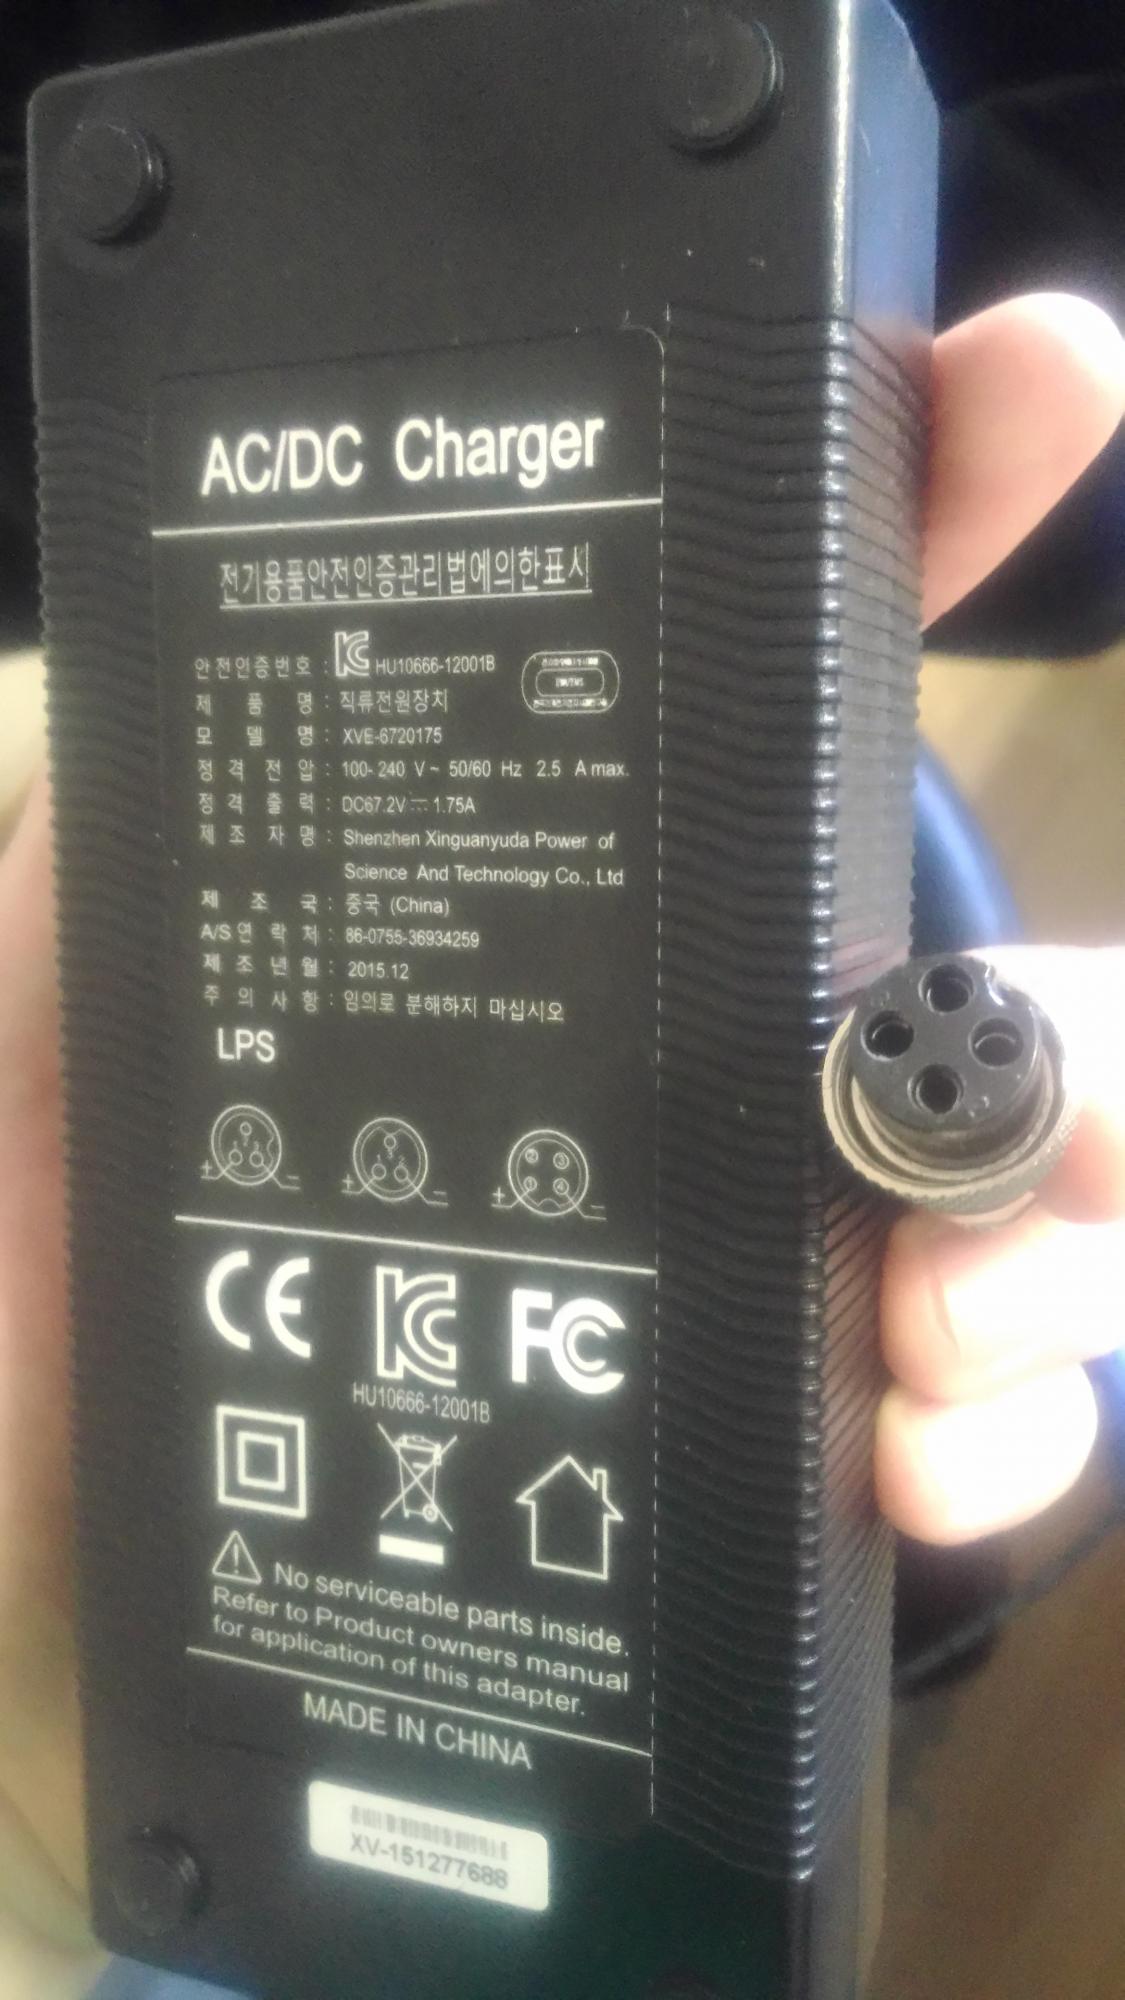 AC/DC Charger
전기용품안전인증관리법에의한표시
안전인증번호 : KC HU10666-12001B
제 품 명 : 직류전원장치
모 델 명 : XVE-6720175
정 격 전 압 : 100-240 V~ 50/60 Hz 2.5 A max.
정 격 출 력 : DC67.2V⎓1.75A
제 조 자 명 : Shenzhen Xinguanyuda Power of
Science And Technology Co., Ltd
제 조 국 : 중국 (China)
A/S 연 락 처 : 86-0755-36934259
제 조 년 월 : 2015.12
주 의 사 항 : 임의로 분해하지 마십시오
LPS
+ − + − + −
CE KC FC
HU10666-12001B
No serviceable parts inside.
Refer to Product owners manual
for application of this adapter.
MADE IN CHINA
XV-151277688